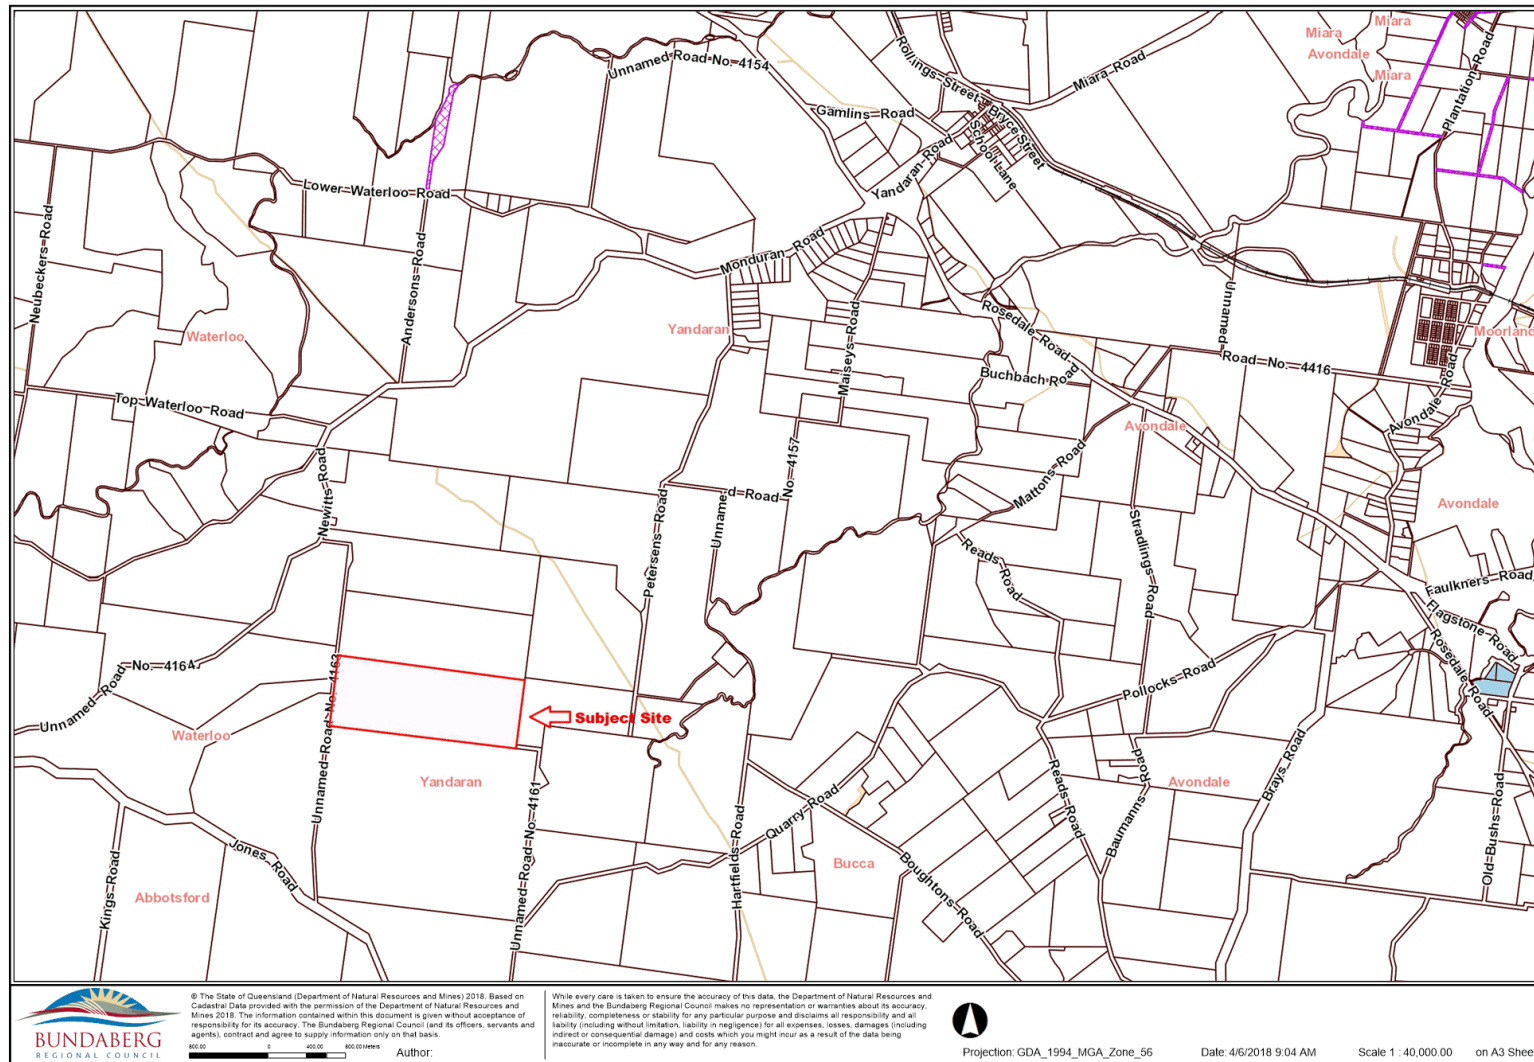 Miara
Rollings Street
Unnamed Road No. 4154
Miara Road
Miara
Avondale
Miara
Plantation Road
Gamlins Road
Bryce Street
School Lane
Yandaran Road
Lower Waterloo Road
Neubeckers Road
Andersons Road
Monduran Road
Waterloo
Yandaran
Maiseys Road
Rosedale Road
Unnamed
Road No. 4416
Moorland
Buchbach Road
Top Waterloo Road
Avondale
Avondale Road
Newitts Road
No. 4157
Mattons Road
Unnamed Road
Petersens Road
Avondale
Stradlings Road
Reads Road
Faulkners Road
Flagstone Road
Rosedale Road
Unnamed Road No. 4164
Unnamed Road No. 4163
Pollocks Road
Subject Site
Waterloo
Yandaran
Unnamed Road No. 4161
Reads Road
Baumanns Road
Avondale
Brays Road
Old Bushs Road
Quarry Road
Hartfields Road
Bucca
Boughtons Road
Jones Road
Kings Road
Abbotsford
BUNDABERG
REGIONAL COUNCIL
© The State of Queensland (Department of Natural Resources and Mines) 2018. Based on
Cadastral Data provided with the permission of the Department of Natural Resources and
Mines 2018. The information contained within this document is given without acceptance of
responsibility for its accuracy. The Bundaberg Regional Council (and its officers, servants and
agents), contract and agree to supply information only on that basis.
800.00 0 400.00 800.00 Meters
Author:
While every care is taken to ensure the accuracy of this data, the Department of Natural Resources and
Mines and the Bundaberg Regional Council makes no representation or warranties about its accuracy,
reliability, completeness or stability for any particular purpose and disclaims all responsibility and all
liability (including without limitation, liability in negligence) for all expenses, losses, damages (including
indirect or consequential damage) and costs which you might incur as a result of the data being
inaccurate or incomplete in any way and for any reason.
Projection: GDA_1994_MGA_Zone_56
Date: 4/6/2018 9:04 AM
Scale 1 : 40,000.00
on A3 Sheet